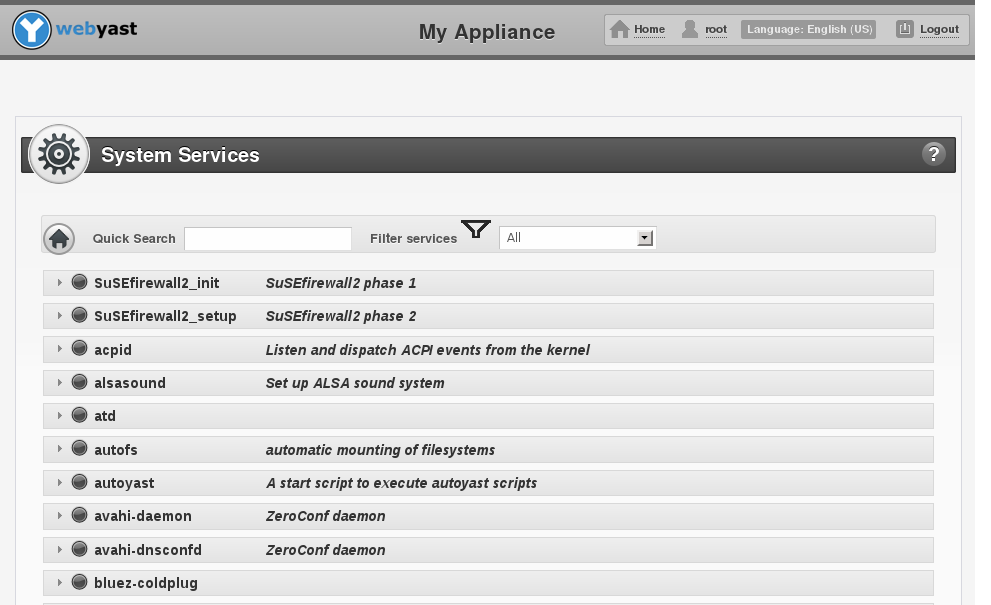 webyast
My Appliance
Home
root
Language: English (US)
Logout
System Services
?
Quick Search
Filter services
All
SuSEfirewall2_init SuSEfirewall2 phase 1
SuSEfirewall2_setup SuSEfirewall2 phase 2
acpid Listen and dispatch ACPI events from the kernel
alsasound Set up ALSA sound system
atd
autofs automatic mounting of filesystems
autoyast A start script to execute autoyast scripts
avahi-daemon ZeroConf daemon
avahi-dnsconfd ZeroConf daemon
bluez-coldplug